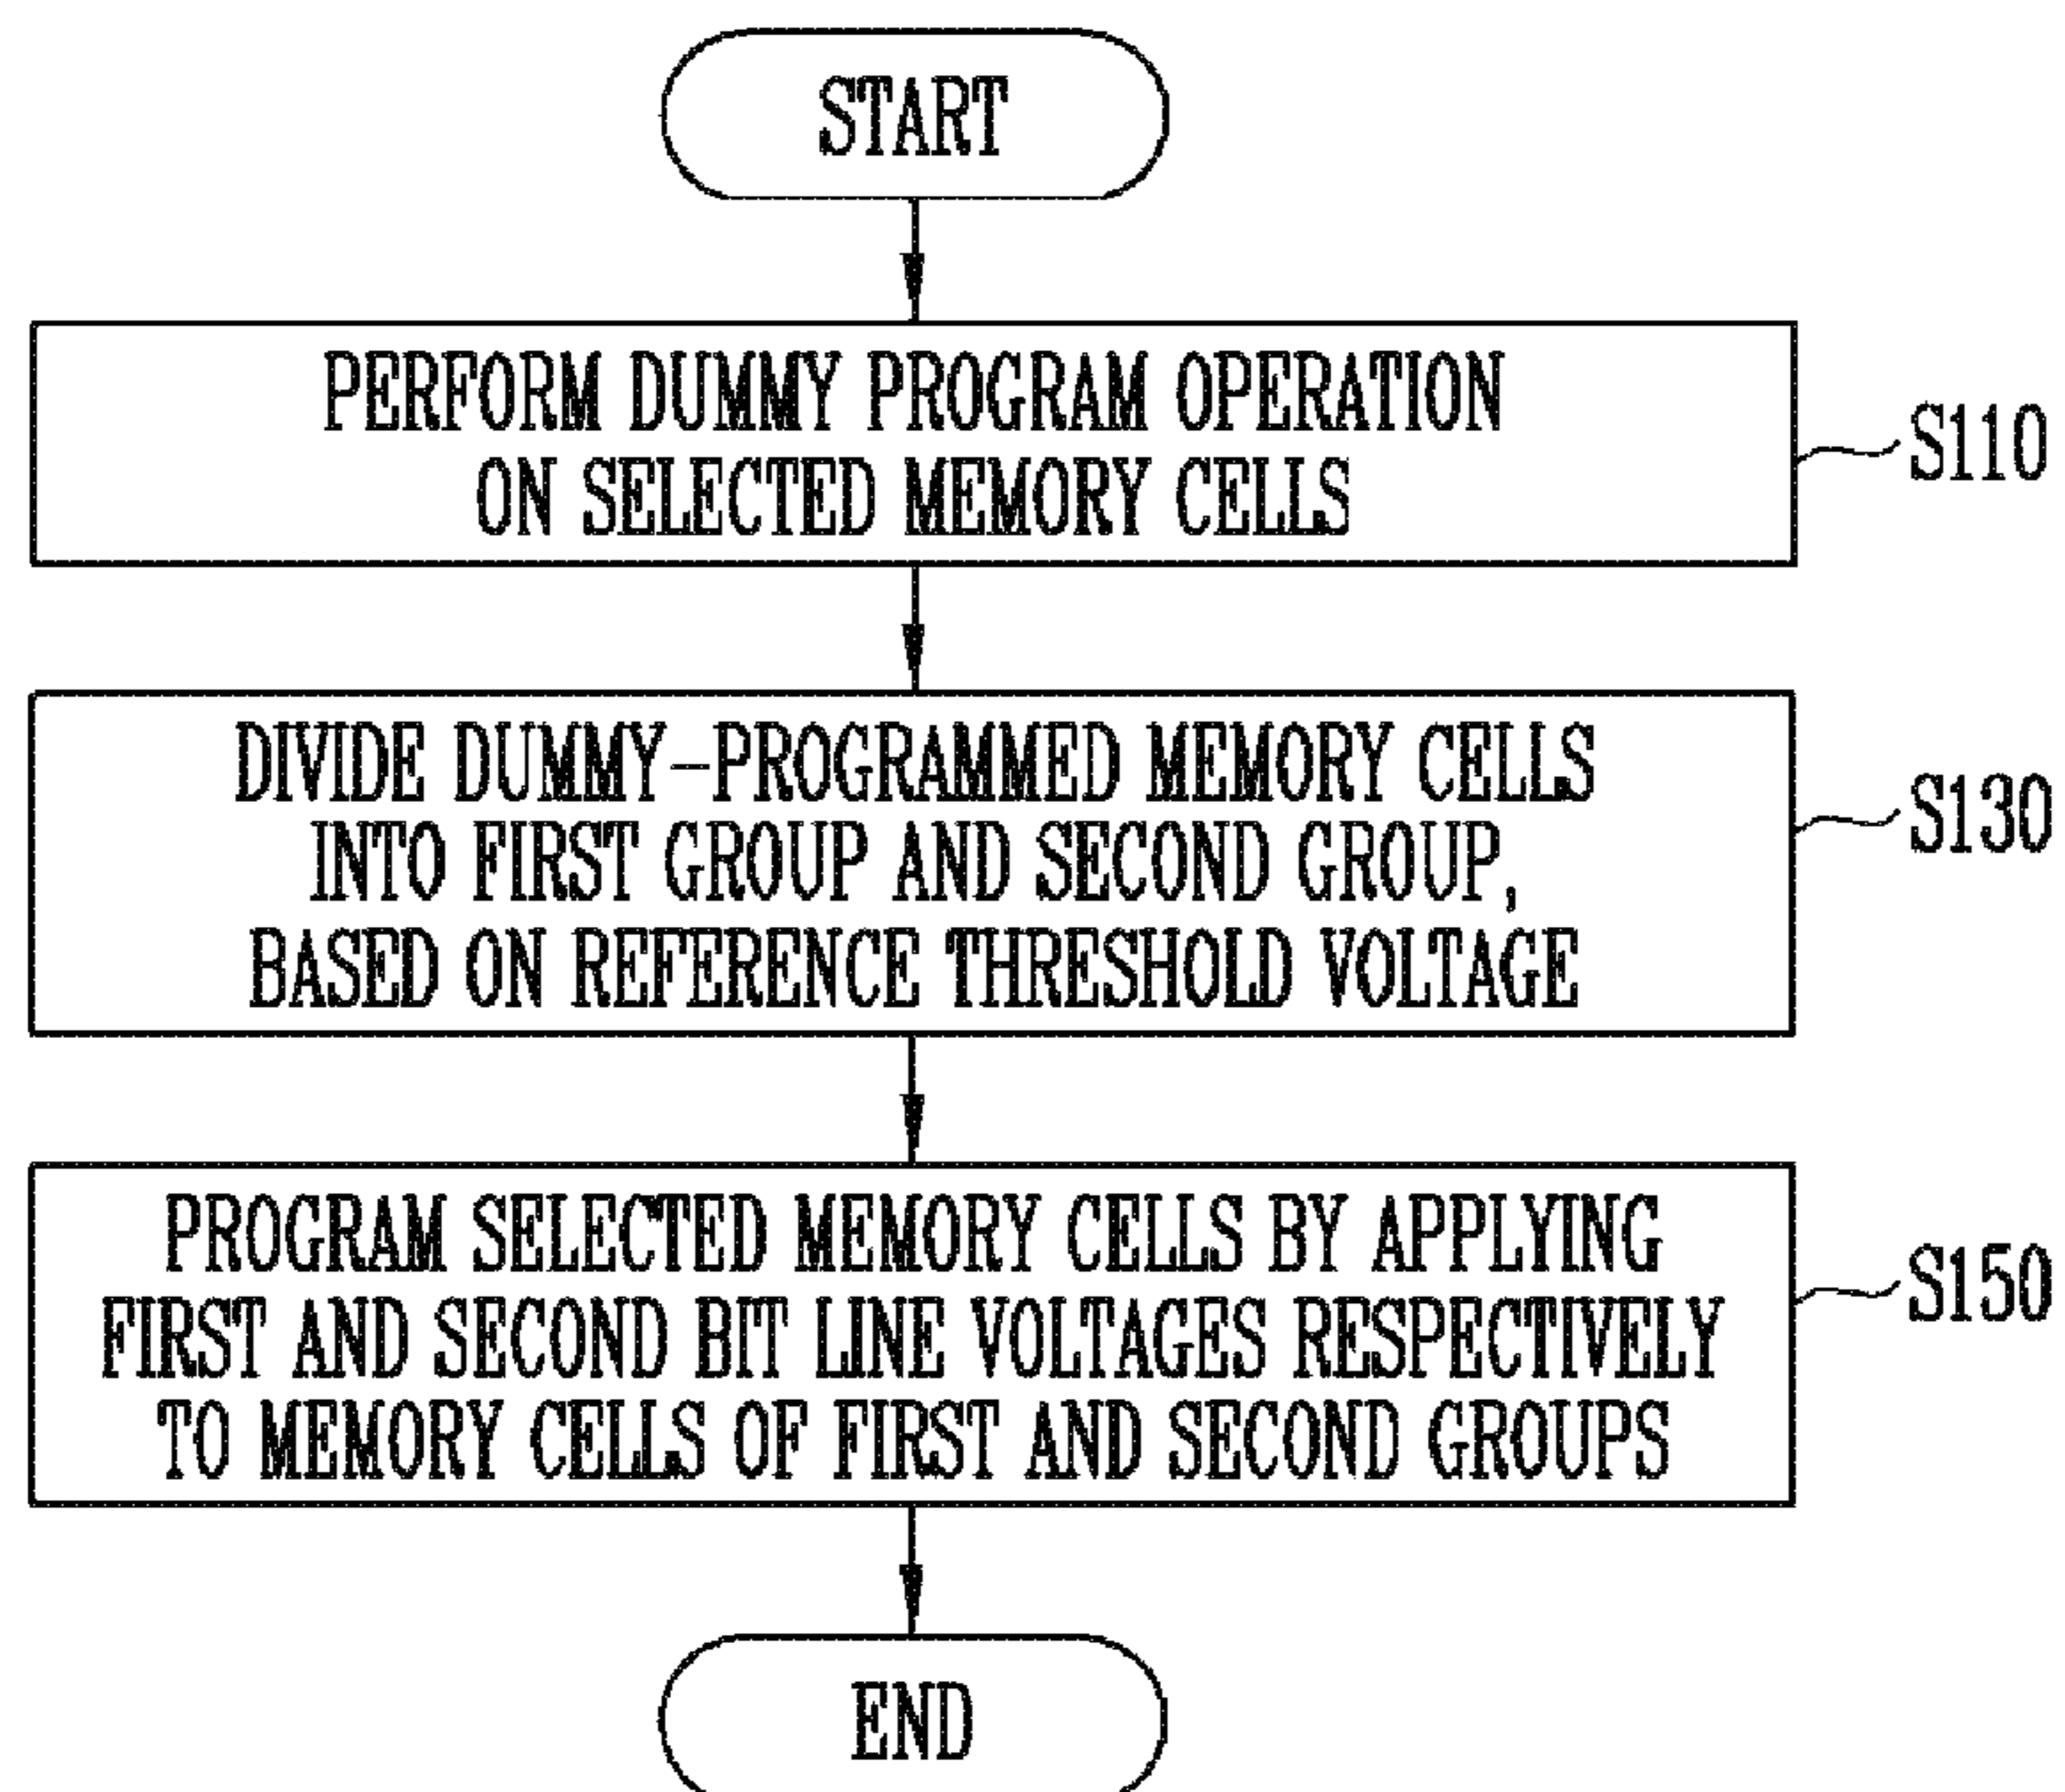 START
PERFORM DUMMY PROGRAM OPERATION
ON SELECTED MEMORY CELLS
S110
DIVIDE DUMMY-PROGRAMMED MEMORY CELLS
INTO FIRST GROUP AND SECOND GROUP,
BASED ON REFERENCE THRESHOLD VOLTAGE
S130
PROGRAM SELECTED MEMORY CELLS BY APPLYING
FIRST AND SECOND BIT LINE VOLTAGES RESPECTIVELY
TO MEMORY CELLS OF FIRST AND SECOND GROUPS
S150
END